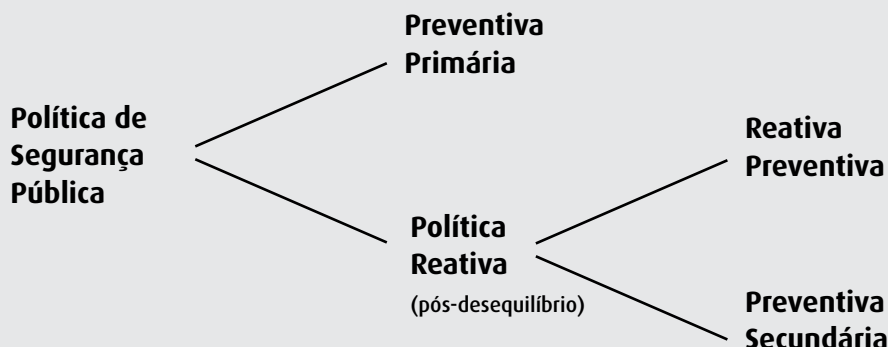 Preventiva
Primária
Política de
Segurança
Pública
Reativa
Preventiva
Política
Reativa
(pós-desequilíbrio)
Preventiva
Secundária